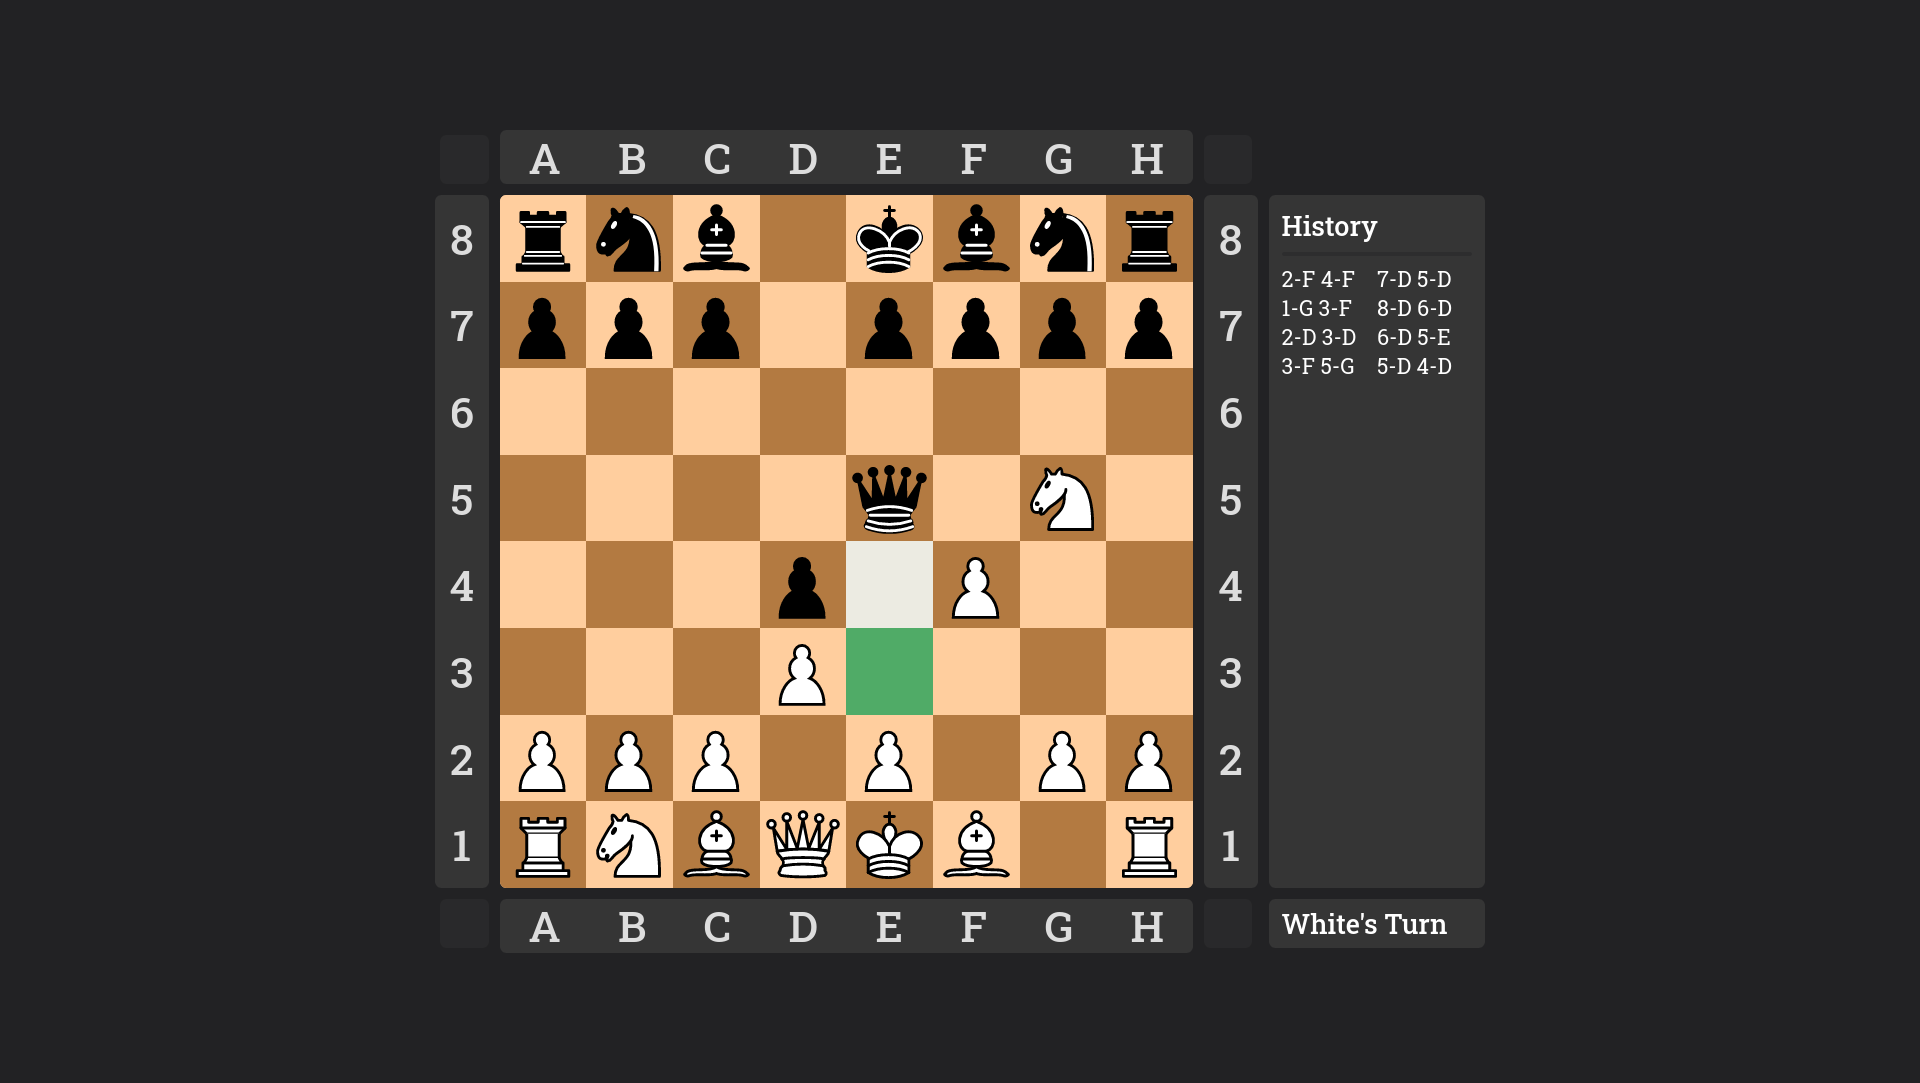 A B C D E F G H
8 8
7 7
6 6
5 5
4 4
3 3
2 2
1 1
A B C D E F G H
History
2-F 4-F 7-D 5-D
1-G 3-F 8-D 6-D
2-D 3-D 6-D 5-E
3-F 5-G 5-D 4-D
White's Turn